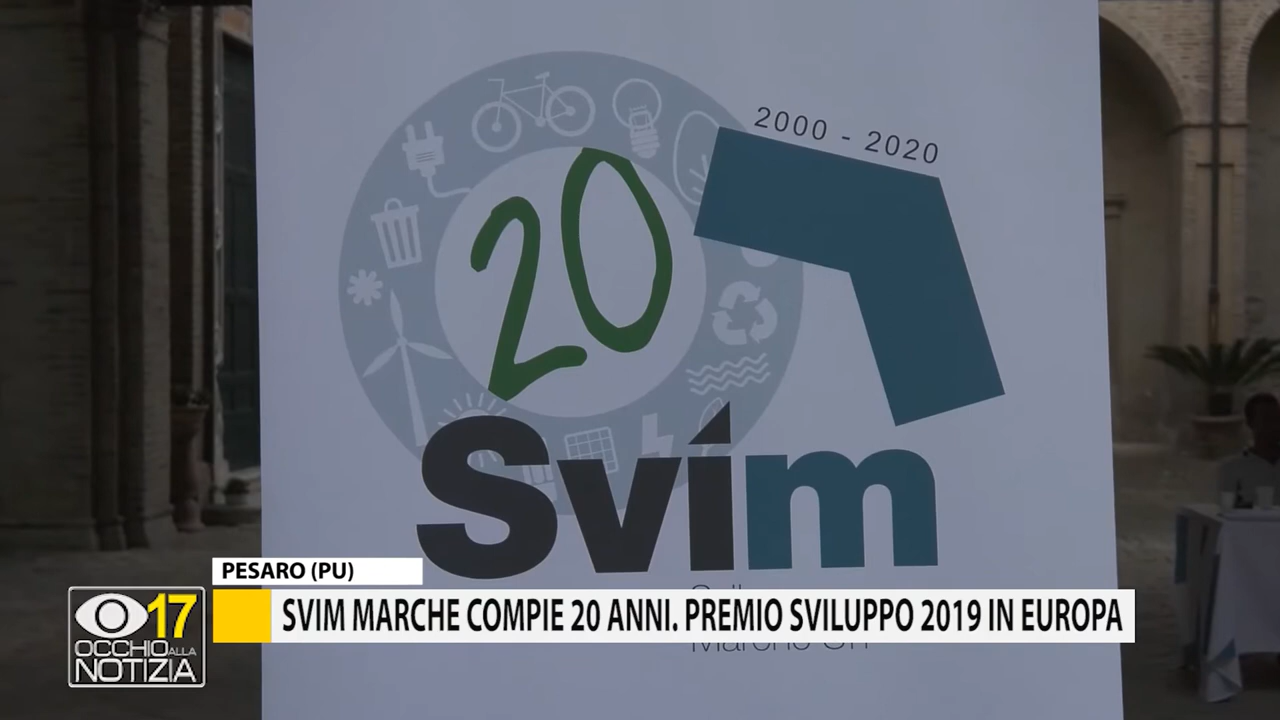 2000 - 2020
20
Svim
PESARO (PU)
SVIM MARCHE COMPIE 20 ANNI. PREMIO SVILUPPO 2019 IN EUROPA
17
OCCHIO ALLA
NOTIZIA